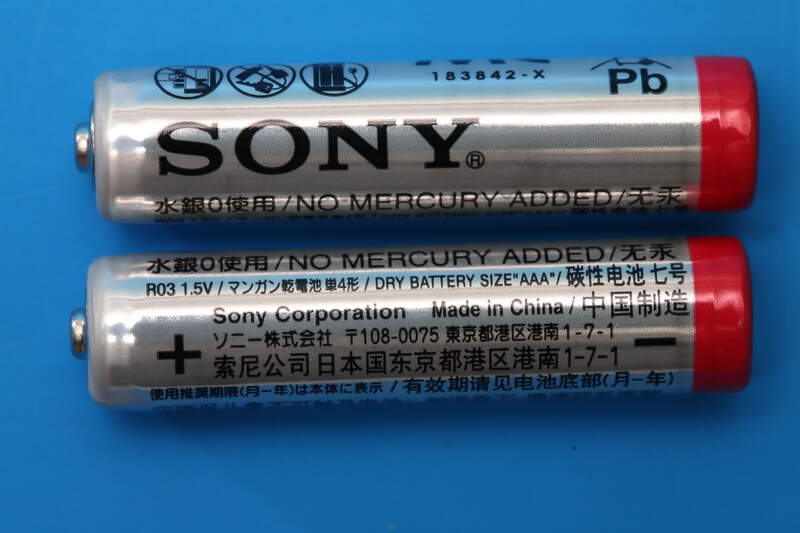 183842-X
Pb
SONY®
水銀0使用/NO MERCURY ADDED/无汞
水銀0使用/NO MERCURY ADDED/无汞
R03 1.5V/マンガン乾電池 単4形/DRY BATTERY SIZE"AAA"/碳性电池 七号
Sony Corporation Made in China/中国制造
ソニー株式会社 〒108-0075 東京都港区港南1-7-1
+ 索尼公司日本国东京都港区港南1-7-1 −
使用推奨期限(月-年)は本体に表示/有效期请见电池底部(月-年)